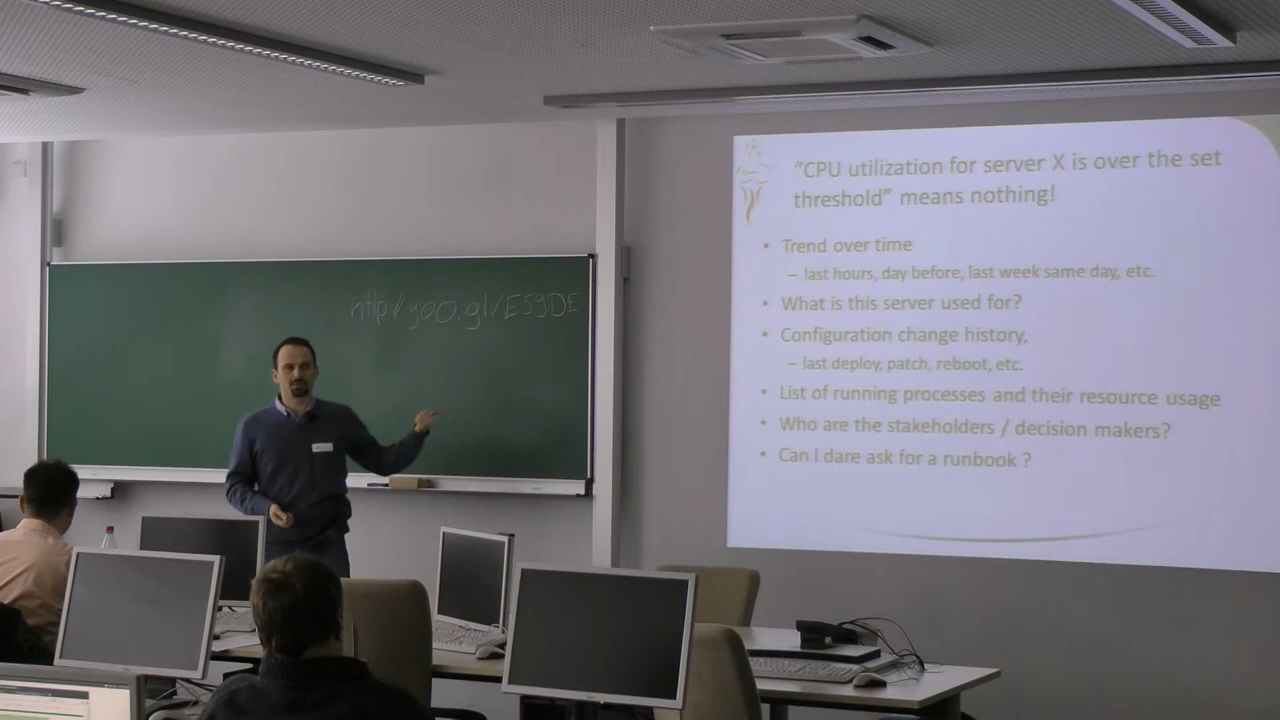 http//goo.gl/ESgDE
“CPU utilization for server X is over the set
threshold” means nothing!
• Trend over time
– last hours, day before, last week same day, etc.
• What is this server used for?
• Configuration change history,
– last deploy, patch, reboot, etc.
• List of running processes and their resource usage
• Who are the stakeholders / decision makers?
• Can I dare ask for a runbook ?